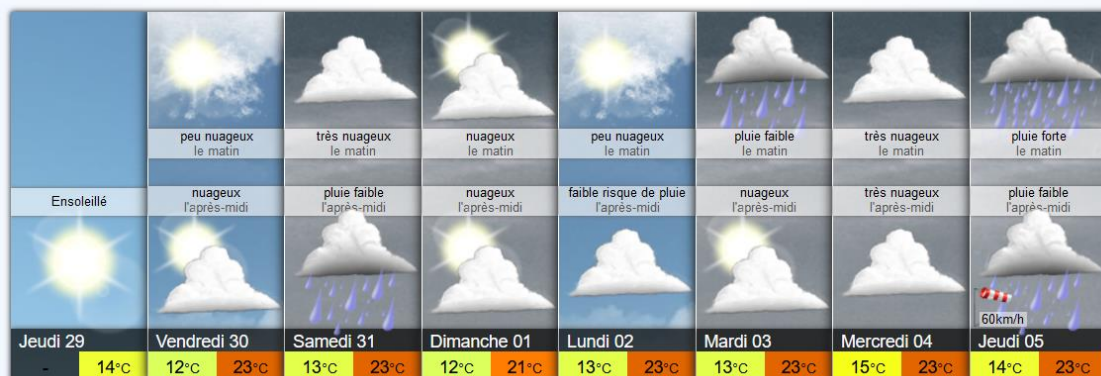 peu nuageux
le matin
très nuageux
le matin
nuageux
le matin
peu nuageux
le matin
pluie faible
le matin
très nuageux
le matin
pluie forte
le matin
Ensoleillé
nuageux
l'après-midi
pluie faible
l'après-midi
nuageux
l'après-midi
faible risque de pluie
l'après-midi
nuageux
l'après-midi
très nuageux
l'après-midi
pluie faible
l'après-midi
60km/h
Jeudi 29
Vendredi 30
Samedi 31
Dimanche 01
Lundi 02
Mardi 03
Mercredi 04
Jeudi 05
- 14°C
12°C 23°C
13°C 23°C
12°C 21°C
13°C 23°C
13°C 23°C
15°C 23°C
14°C 23°C